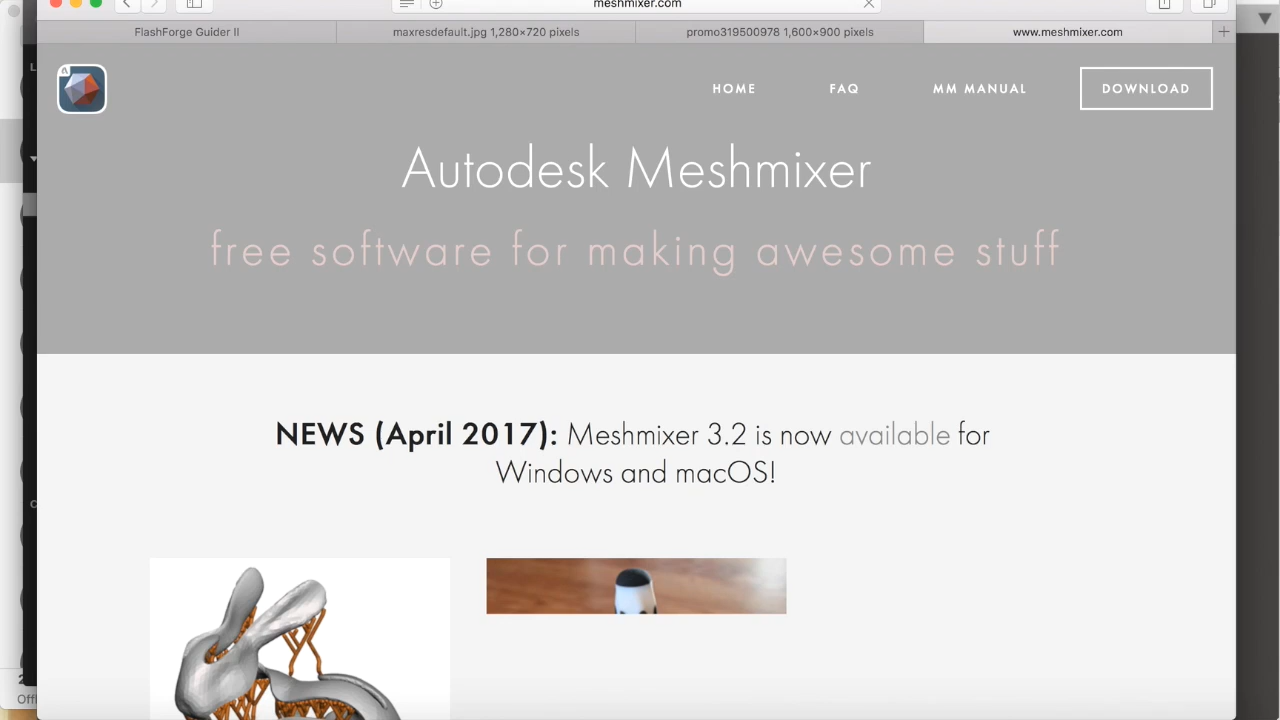 meshmixer.com
FlashForge Guider II
maxresdefault.jpg 1,280×720 pixels
promo319500978 1,600×900 pixels
www.meshmixer.com
HOME
FAQ
MM MANUAL
DOWNLOAD
Autodesk Meshmixer
free software for making awesome stuff
NEWS (April 2017): Meshmixer 3.2 is now available for
Windows and macOS!